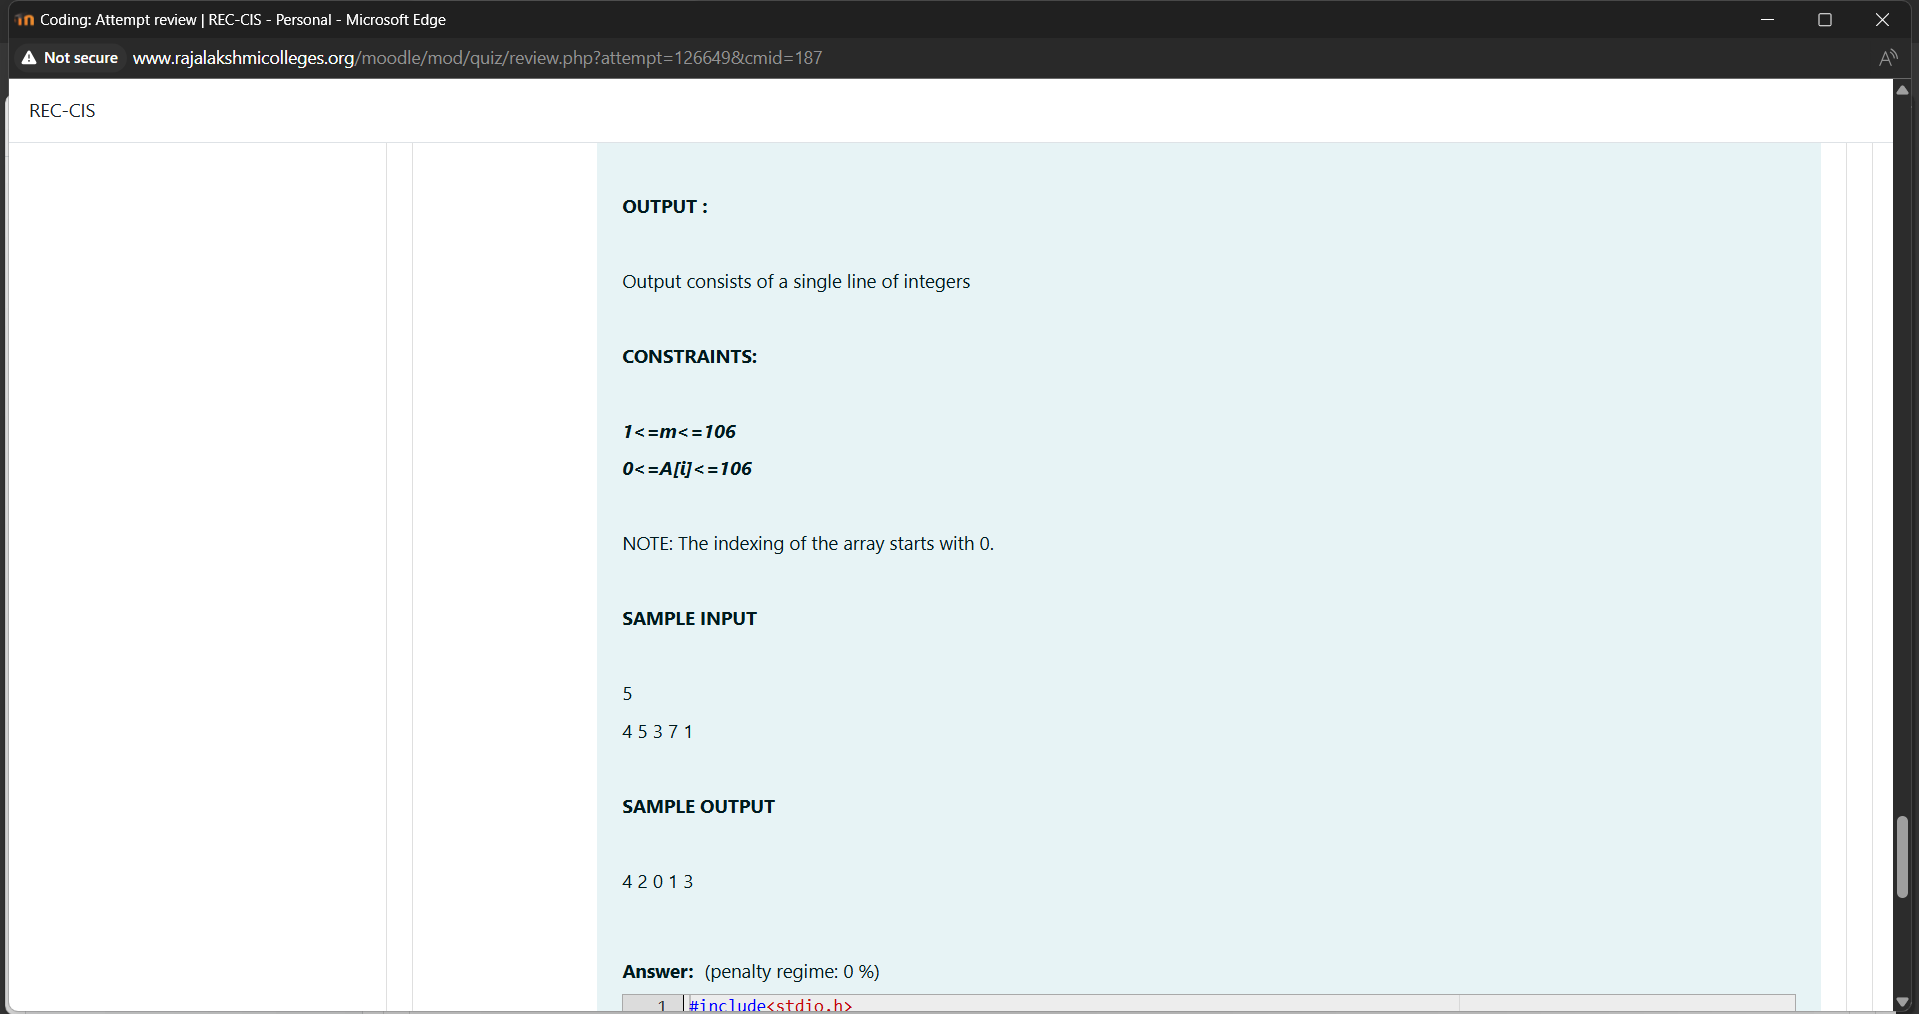 Coding: Attempt review | REC-CIS - Personal - Microsoft Edge
Not secure www.rajalakshmicolleges.org/moodle/mod/quiz/review.php?attempt=126649&cmid=187
REC-CIS
OUTPUT :
Output consists of a single line of integers
CONSTRAINTS:
1<=m<=106
0<=A[i]<=106
NOTE: The indexing of the array starts with 0.
SAMPLE INPUT
5
4 5 3 7 1
SAMPLE OUTPUT
4 2 0 1 3
Answer: (penalty regime: 0 %)
1 #include<stdio.h>